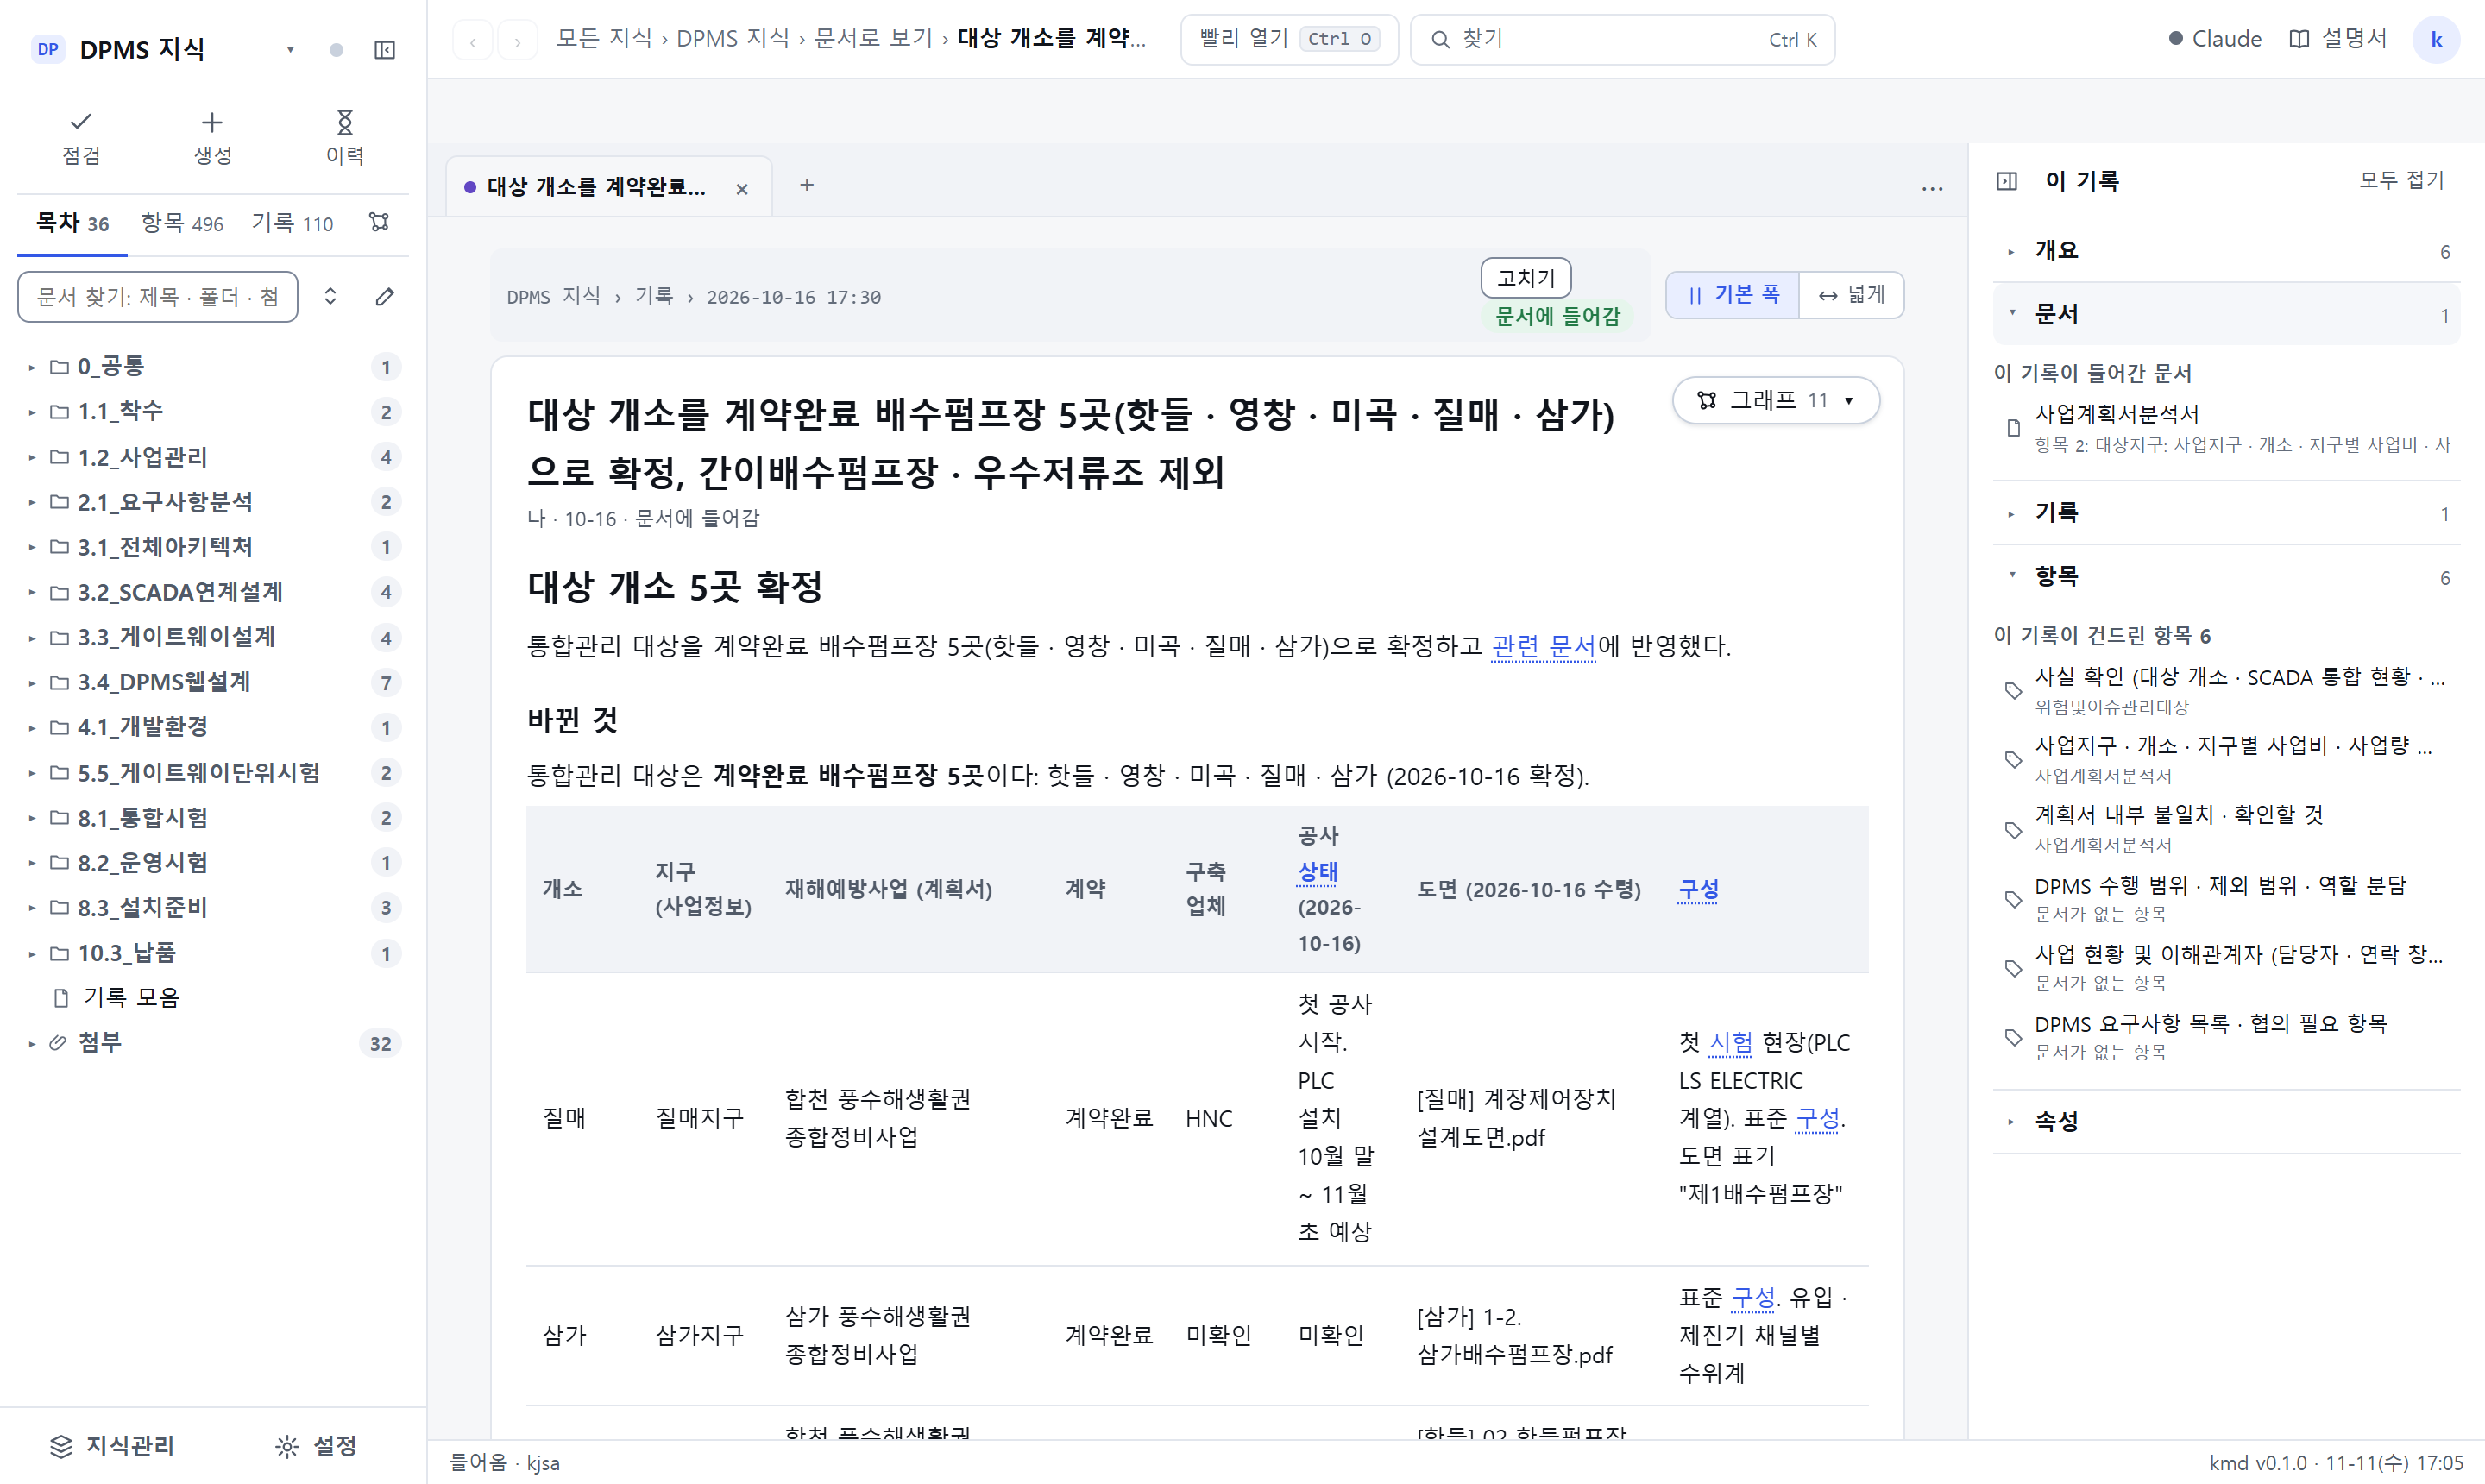 DP DPMS 지식
점검
생성
이력
목차 36
항목 496
기록 110
문서 찾기: 제목 · 폴더 · 첨
0_공통 1
1.1_착수 2
1.2_사업관리 4
2.1_요구사항분석 2
3.1_전체아키텍처 1
3.2_SCADA연계설계 4
3.3_게이트웨이설계 4
3.4_DPMS웹설계 7
4.1_개발환경 1
5.5_게이트웨이단위시험 2
8.1_통합시험 2
8.2_운영시험 1
8.3_설치준비 3
10.3_납품 1
기록 모음
첨부 32
지식관리
설정
모든 지식 › DPMS 지식 › 문서로 보기 › 대상 개소를 계약...
빨리 열기 Ctrl O
찾기 Ctrl K
Claude
설명서
k
대상 개소를 계약완료... ×
+
...
DPMS 지식 › 기록 › 2026-10-16 17:30
고치기
문서에 들어감
기본 폭
넓게
대상 개소를 계약완료 배수펌프장 5곳(핫들 · 영창 · 미곡 · 질매 · 삼가)
으로 확정, 간이배수펌프장 · 우수저류조 제외
그래프 11
나 · 10-16 · 문서에 들어감
대상 개소 5곳 확정
통합관리 대상을 계약완료 배수펌프장 5곳(핫들 · 영창 · 미곡 · 질매 · 삼가)으로 확정하고 관련 문서에 반영했다.
바뀐 것
통합관리 대상은 계약완료 배수펌프장 5곳이다: 핫들 · 영창 · 미곡 · 질매 · 삼가 (2026-10-16 확정).
개소
지구
(사업정보)
재해예방사업 (계획서)
계약
구축
업체
공사
상태
(2026-
10-16)
도면 (2026-10-16 수령)
구성
질매
질매지구
합천 풍수해생활권
종합정비사업
계약완료
HNC
첫 공사
시작.
PLC
설치
10월 말
~ 11월
초 예상
[질매] 계장제어장치
설계도면.pdf
첫 시험 현장(PLC
LS ELECTRIC
계열). 표준 구성.
도면 표기
"제1배수펌프장"
삼가
삼가지구
삼가 풍수해생활권
종합정비사업
계약완료
미확인
미확인
[삼가] 1-2.
삼가배수펌프장.pdf
표준 구성. 유입 ·
제진기 채널별
수위계
합천 풍수해생활권
[핫들] 02.핫들펌프장
이 기록
모두 접기
개요 6
문서 1
이 기록이 들어간 문서
사업계획서분석서
항목 2: 대상지구: 사업지구 · 개소 · 지구별 사업비 · 사
기록 1
항목 6
이 기록이 건드린 항목 6
사실 확인 (대상 개소 · SCADA 통합 현황 · ...
위험및이슈관리대장
사업지구 · 개소 · 지구별 사업비 · 사업량 ...
사업계획서분석서
계획서 내부 불일치 · 확인할 것
사업계획서분석서
DPMS 수행 범위 · 제외 범위 · 역할 분담
문서가 없는 항목
사업 현황 및 이해관계자 (담당자 · 연락 창...
문서가 없는 항목
DPMS 요구사항 목록 · 협의 필요 항목
문서가 없는 항목
속성
들어옴 · kjsa
kmd v0.1.0 · 11-11(수) 17:05